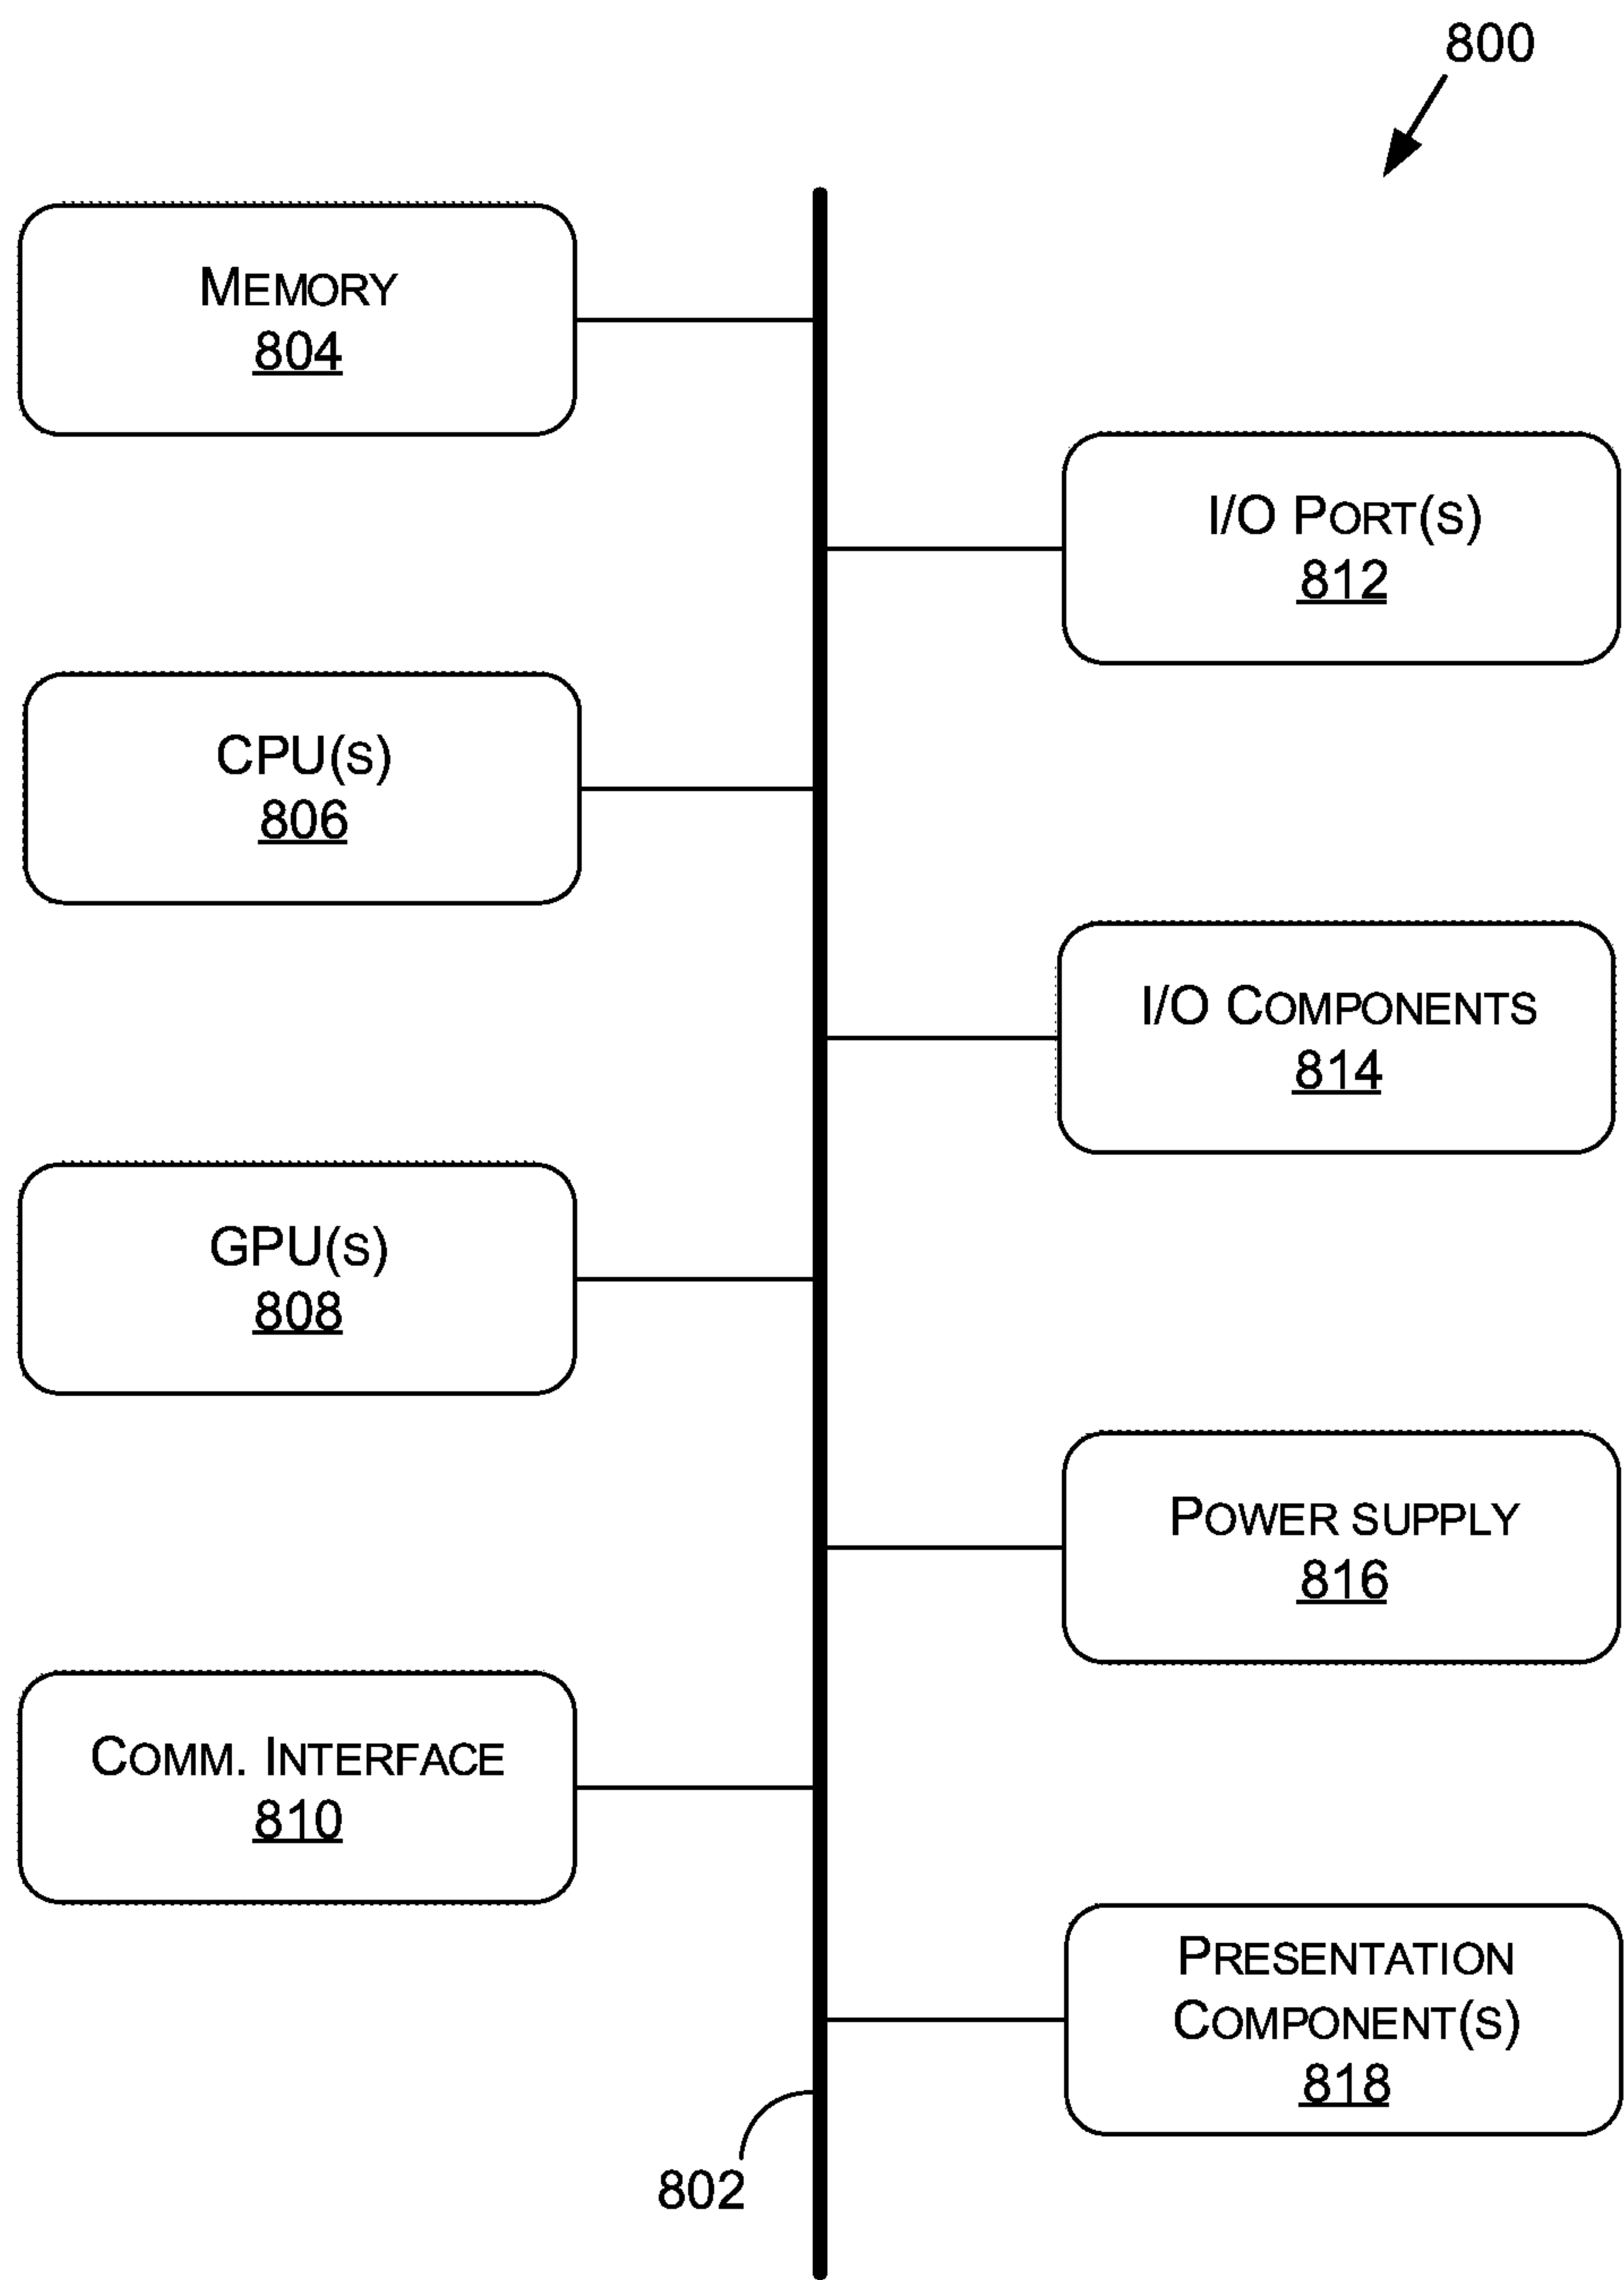 800
MEMORY
804
I/O PORT(S)
812
CPU(S)
806
I/O COMPONENTS
814
GPU(S)
808
POWER SUPPLY
816
COMM. INTERFACE
810
PRESENTATION
COMPONENT(S)
818
802